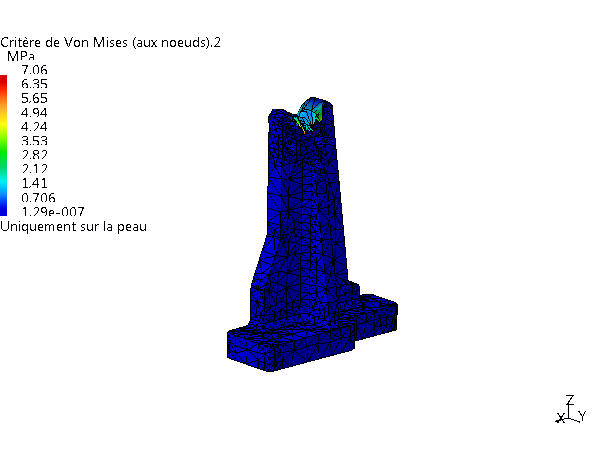 Critère de Von Mises (aux noeuds).2
MPa
7.06
6.35
5.65
4.94
4.24
3.53
2.82
2.12
1.41
0.706
1.29e-007
Uniquement sur la peau
Z
X Y